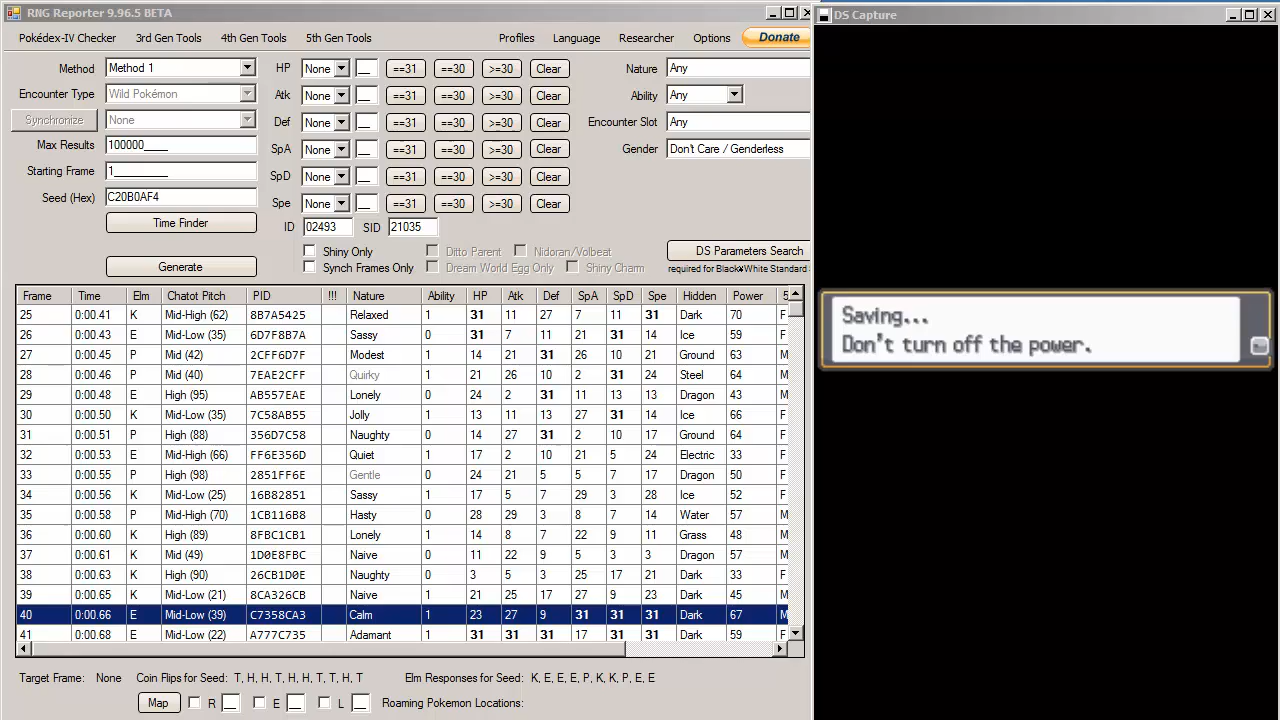 RNG Reporter 9.96.5 BETA
Pokédex-IV Check 3rd Gen Tools 4th Gen Tools 5th Gen Tools Profiles Language Researcher Options Donate
Method Method 1 HP None __ ==31 ==30 >=30 Clear Nature Any
Encounter Type Wild Pokémon Atk None __ ==31 ==30 >=30 Clear Ability Any
Synchronize None Def None __ ==31 ==30 >=30 Clear Encounter Slot Any
Max Results 100000____ SpA None __ ==31 ==30 >=30 Clear Gender Don't Care / Genderless
Starting Frame 1_________ SpD None __ ==31 ==30 >=30 Clear
Seed (Hex) C20B0AF4 Spe None __ ==31 ==30 >=30 Clear
Time Finder ID 02493 SID 21035
Shiny Only Ditto Parent Nidoran/Volbeat DS Parameters Search
Generate Synch Frames Only Dream World Egg Only Shiny Charm required for Black White Standard
Frame Time Elm Chatot Pitch PID !!! Nature Ability HP Atk Def SpA SpD Spe Hidden Power
25 0:00.41 K Mid-High (62) 8B7A5425 Relaxed 1 31 11 27 7 11 31 Dark 70 F
26 0:00.43 E Mid-Low (35) 6D7F8B7A Sassy 1 31 7 11 21 31 14 Ice 59 F
27 0:00.45 P Mid (42) 2CFF6D7F Modest 1 14 21 31 26 10 21 Ground 63 M
28 0:00.46 P Mid (40) 7EAE2CFF Quirky 1 21 26 10 2 31 24 Steel 64 M
29 0:00.48 E High (95) AB557EAE Lonely 0 24 2 31 11 13 13 Dragon 43 M
30 0:00.50 K Mid-Low (35) 7C58AB55 Jolly 1 13 11 13 27 31 14 Ice 66 F
31 0:00.51 P High (88) 356D7C58 Naughty 0 14 27 31 2 10 17 Ground 64 F
32 0:00.53 E Mid-High (66) FF6E356D Quiet 1 17 2 10 21 5 24 Electric 33 F
33 0:00.55 P High (98) 2851FF6E Gentle 0 24 21 5 5 7 17 Dragon 50 F
34 0:00.56 K Mid-Low (25) 16B82851 Sassy 1 17 5 7 29 3 28 Ice 52 F
35 0:00.58 P Mid-High (70) 1CB116B8 Hasty 1 28 29 3 8 7 14 Water 57 M
36 0:00.60 K High (89) 8FBC1CB1 Lonely 1 14 8 7 22 9 11 Grass 48 M
37 0:00.61 K Mid (49) 1D0E8FBC Naive 0 11 22 9 5 3 3 Dragon 57 M
38 0:00.63 K High (90) 26CB1D0E Naughty 0 3 5 3 25 17 21 Dark 33 F
39 0:00.65 K Mid-Low (21) 8CA326CB Naive 1 21 25 17 27 9 23 Dark 45 M
40 0:00.66 E Mid-Low (39) C7358CA3 Calm 1 23 27 9 31 31 31 Dark 67 M
41 0:00.68 E Mid-Low (22) A777C735 Adamant 1 31 31 31 17 31 31 Dark 59 F
Target Frame: None Coin Flips for Seed: T, H, H, T, H, H, T, T, H, T Elm Responses for Seed: K, E, E, E, P, K, K, P, E, E
Map R __ E __ L __ Roaming Pokemon Locations:
DS Capture
Saving...
Don't turn off the power.